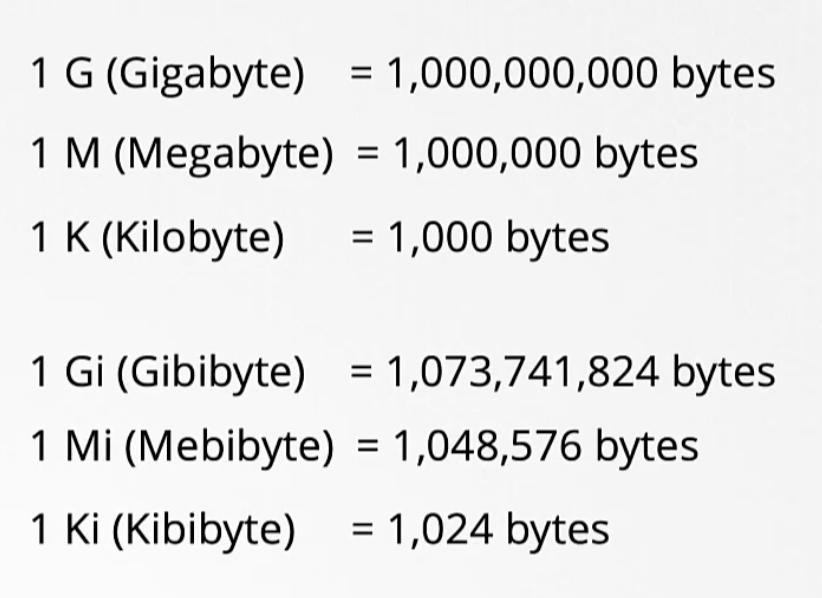 1 G (Gigabyte) = 1,000,000,000 bytes
1 M (Megabyte) = 1,000,000 bytes
1 K (Kilobyte) = 1,000 bytes
1 Gi (Gibibyte) = 1,073,741,824 bytes
1 Mi (Mebibyte) = 1,048,576 bytes
1 Ki (Kibibyte) = 1,024 bytes